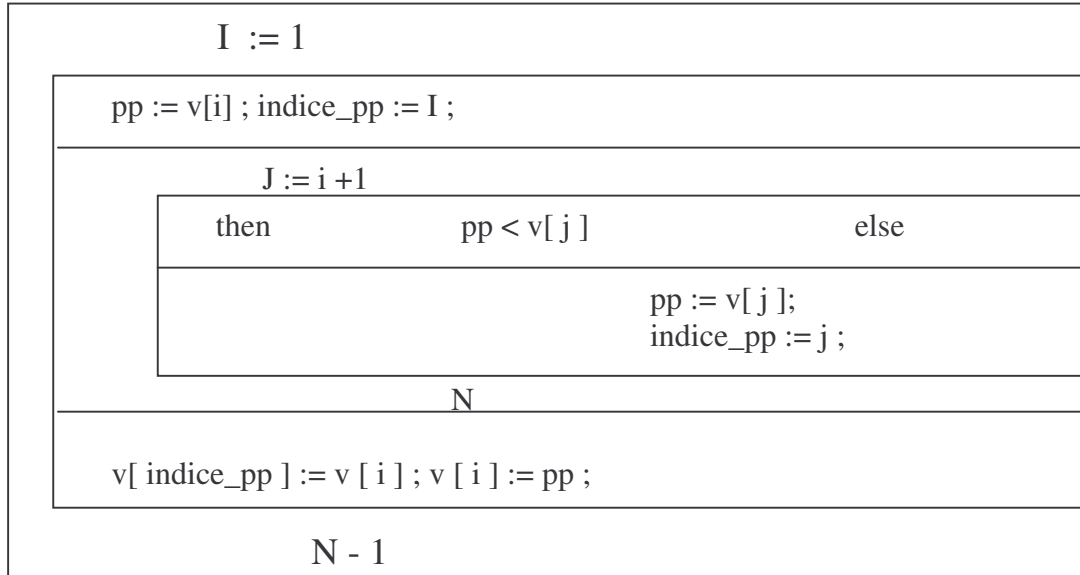 I := 1
pp := v[i] ; indice_pp := I ;
J := i +1
then pp < v[ j ] else
pp := v[ j ];
indice_pp := j ;
N
v[ indice_pp ] := v [ i ] ; v [ i ] := pp ;
N - 1